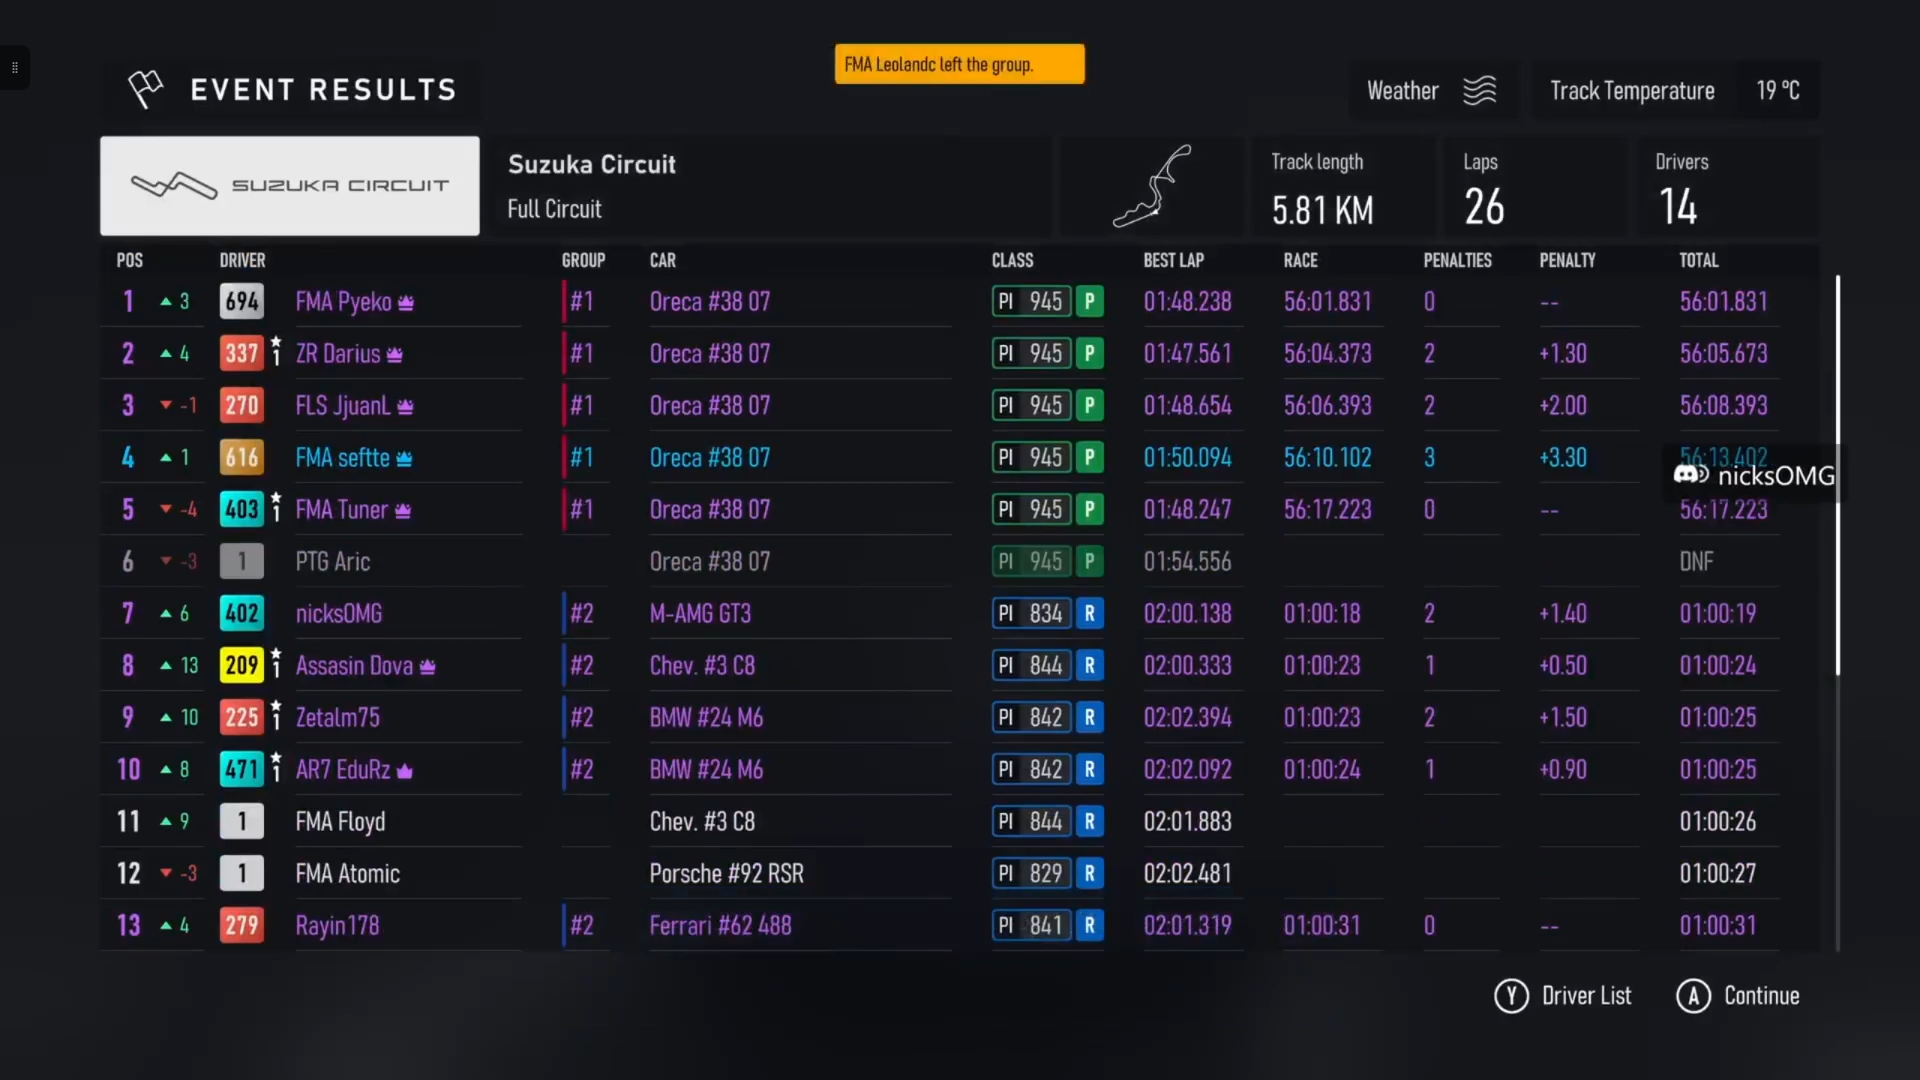 FMA Leolandc left the group.
EVENT RESULTS
Weather
Track Temperature 19 ºC
SUZUKA CIRCUIT
Suzuka Circuit
Full Circuit
Track length
5.81 KM
Laps
26
Drivers
14
POS DRIVER GROUP CAR CLASS BEST LAP RACE PENALTIES PENALTY TOTAL
1 3 694 FMA Pyeko #1 Oreca #38 07 PI 945 P 01:48.238 56:01.831 0 -- 56:01.831
2 4 337 1 ZR Darius #1 Oreca #38 07 PI 945 P 01:47.561 56:04.373 2 +1.30 56:05.673
3 -1 270 FLS JjuanL #1 Oreca #38 07 PI 945 P 01:48.654 56:06.393 2 +2.00 56:08.393
4 1 616 FMA seftte #1 Oreca #38 07 PI 945 P 01:50.094 56:10.102 3 +3.30 56:13.402
nicksOMG
5 -4 403 1 FMA Tuner #1 Oreca #38 07 PI 945 P 01:48.247 56:17.223 0 -- 56:17.223
6 -3 1 PTG Aric Oreca #38 07 PI 945 P 01:54.556 DNF
7 6 402 nicksOMG #2 M-AMG GT3 PI 834 R 02:00.138 01:00:18 2 +1.40 01:00:19
8 13 209 1 Assasin Dova #2 Chev. #3 C8 PI 844 R 02:00.333 01:00:23 1 +0.50 01:00:24
9 10 225 1 Zetalm75 #2 BMW #24 M6 PI 842 R 02:02.394 01:00:23 2 +1.50 01:00:25
10 8 471 1 AR7 EduRz #2 BMW #24 M6 PI 842 R 02:02.092 01:00:24 1 +0.90 01:00:25
11 9 1 FMA Floyd Chev. #3 C8 PI 844 R 02:01.883 01:00:26
12 -3 1 FMA Atomic Porsche #92 RSR PI 829 R 02:02.481 01:00:27
13 4 279 Rayin178 #2 Ferrari #62 488 PI 841 R 02:01.319 01:00:31 0 -- 01:00:31
Y Driver List A Continue